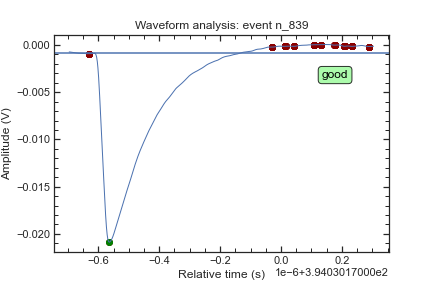 Waveform analysis: event n_839
0.000
−0.005
−0.010
−0.015
−0.020
Amplitude (V)
good
−0.6
−0.4
−0.2
0.0
0.2
Relative time (s)
1e−6+3.9403017000e2